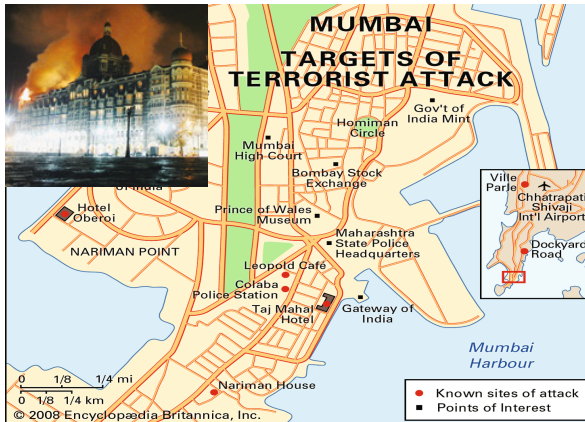 MUMBAI
TARGETS OF
TERRORIST ATTACK
Gov't of
India Mint
Horniman
Circle
Mumbai
High Court
Bombay Stock
Exchange
of India
Hotel
Oberoi
Prince of Wales
Museum
Maharashtra
State Police
Headquarters
NARIMAN POINT
Leopold Café
Colaba
Police Station
Taj Mahal
Hotel
Gateway of
India
Ville
Parle
Chhatrapati
Shivaji
Int'l Airport
Dockyard
Road
Mumbai
Harbour
Nariman House
0 1/8 1/4 mi
0 1/8 1/4 km
© 2008 Encyclopædia Britannica, Inc.
Known sites of attack
Points of Interest